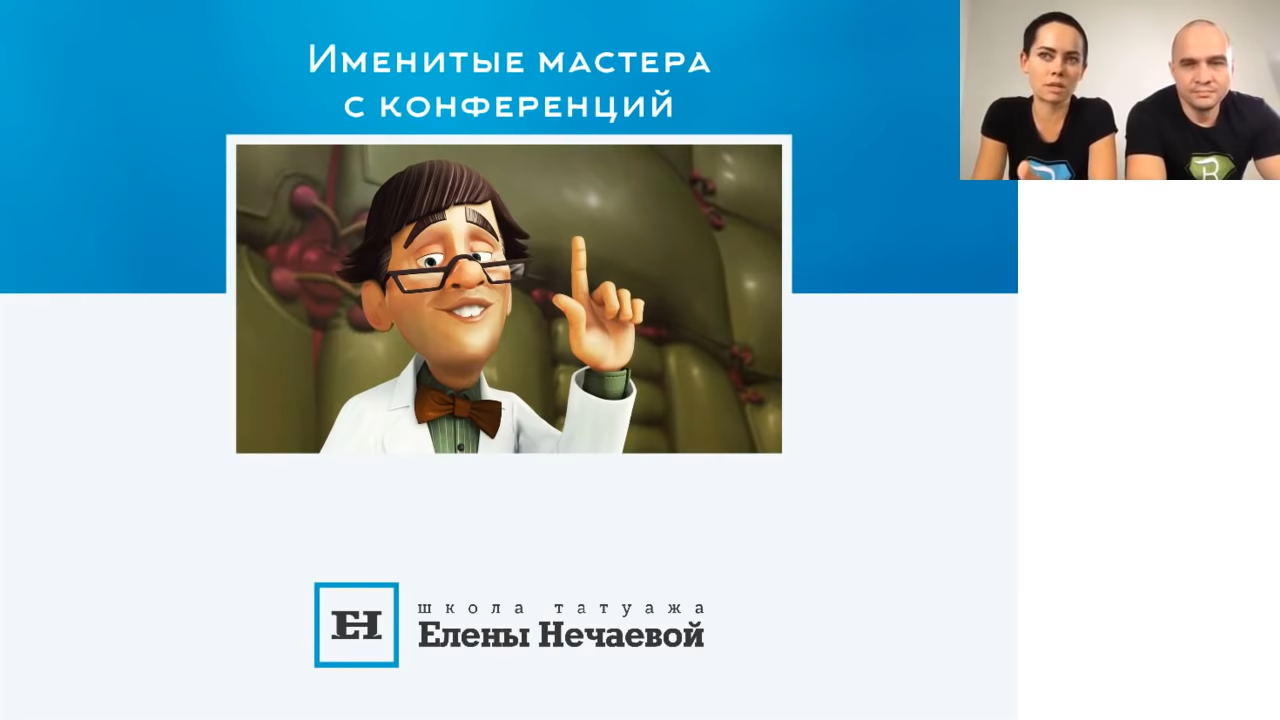 Именитые мастера
с конференций
ЕН
школа татуажа
Елены Нечаевой